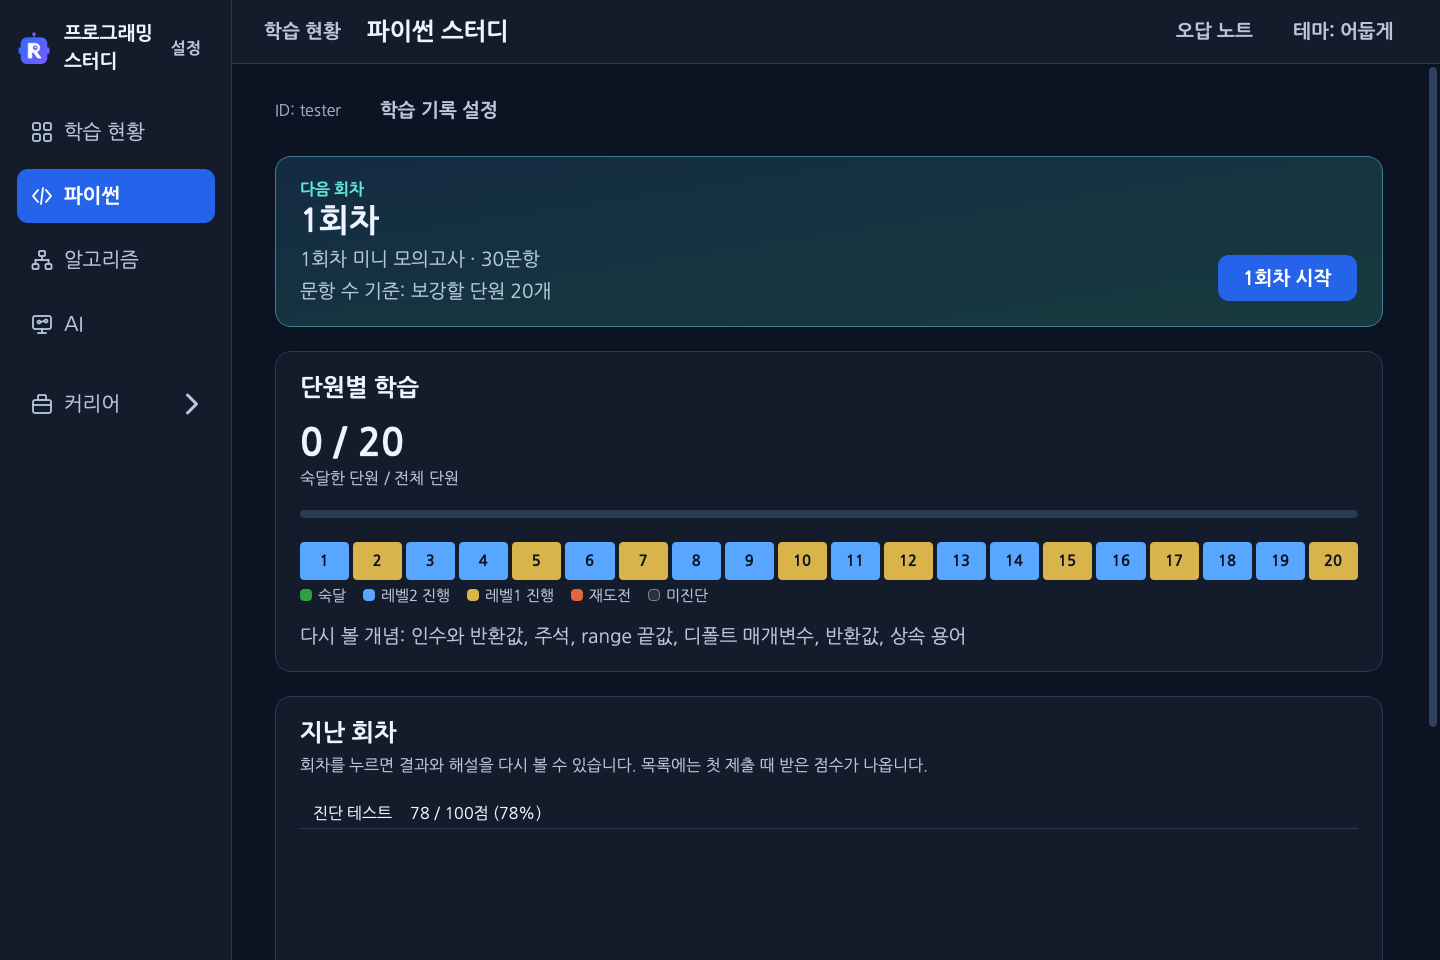 프로그래밍
스터디
설정
학습 현황
파이썬
알고리즘
AI
커리어
학습 현황
파이썬 스터디
오답 노트
테마: 어둡게
ID: tester
학습 기록 설정
다음 회차
1회차
1회차 미니 모의고사 · 30문항
문항 수 기준: 보강할 단원 20개
1회차 시작
단원별 학습
0 / 20
숙달한 단원 / 전체 단원
1 2 3 4 5 6 7 8 9 10 11 12 13 14 15 16 17 18 19 20
숙달 레벨2 진행 레벨1 진행 재도전 미진단
다시 볼 개념: 인수와 반환값, 주석, range 끝값, 디폴트 매개변수, 반환값, 상속 용어
지난 회차
회차를 누르면 결과와 해설을 다시 볼 수 있습니다. 목록에는 첫 제출 때 받은 점수가 나옵니다.
진단 테스트 78 / 100점 (78%)